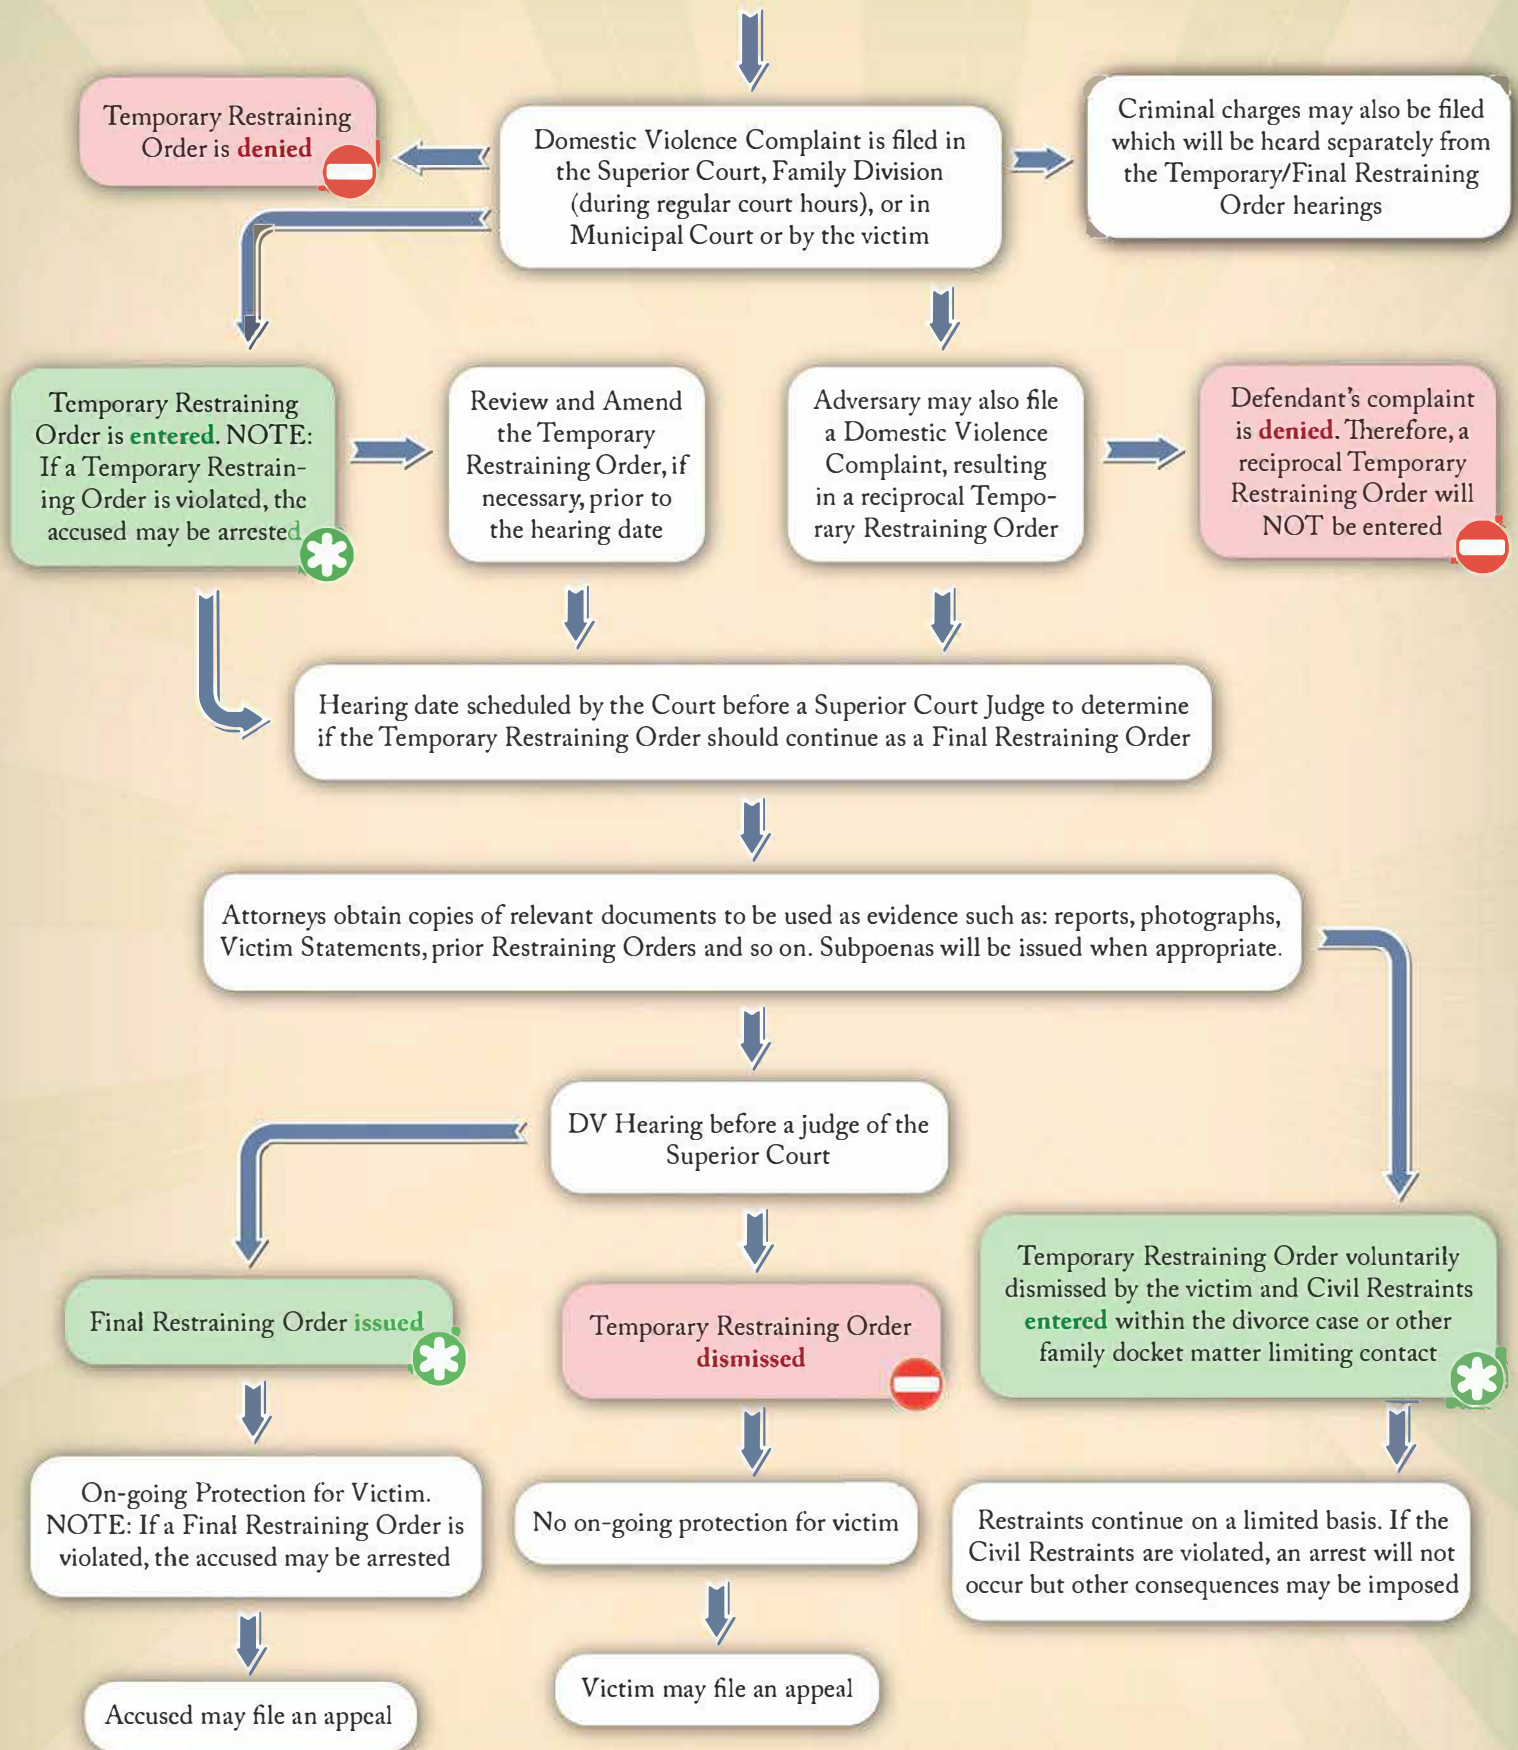 Temporary Restraining
Order is denied
Domestic Violence Complaint is filed in
the Superior Court, Family Division
(during regular court hours), or in
Municipal Court or by the victim
Criminal charges may also be filed
which will be heard separately from
the Temporary/Final Restraining
Order hearings
Temporary Restraining
Order is entered. NOTE:
If a Temporary Restrain-
ing Order is violated, the
accused may be arrested
Review and Amend
the Temporary
Restraining Order, if
necessary, prior to
the hearing date
Adversary may also file
a Domestic Violence
Complaint, resulting
in a reciprocal Tempo-
rary Restraining Order
Defendant's complaint
is denied. Therefore, a
reciprocal Temporary
Restraining Order will
NOT be entered
Hearing date scheduled by the Court before a Superior Court Judge to determine
if the Temporary Restraining Order should continue as a Final Restraining Order
Attorneys obtain copies of relevant documents to be used as evidence such as: reports, photographs,
Victim Statements, prior Restraining Orders and so on. Subpoenas will be issued when appropriate.
DV Hearing before a judge of the
Superior Court
Final Restraining Order issued
Temporary Restraining Order
dismissed
Temporary Restraining Order voluntarily
dismissed by the victim and Civil Restraints
entered within the divorce case or other
family docket matter limiting contact
On-going Protection for Victim.
NOTE: If a Final Restraining Order is
violated, the accused may be arrested
No on-going protection for victim
Restraints continue on a limited basis. If the
Civil Restraints are violated, an arrest will not
occur but other consequences may be imposed
Accused may file an appeal
Victim may file an appeal